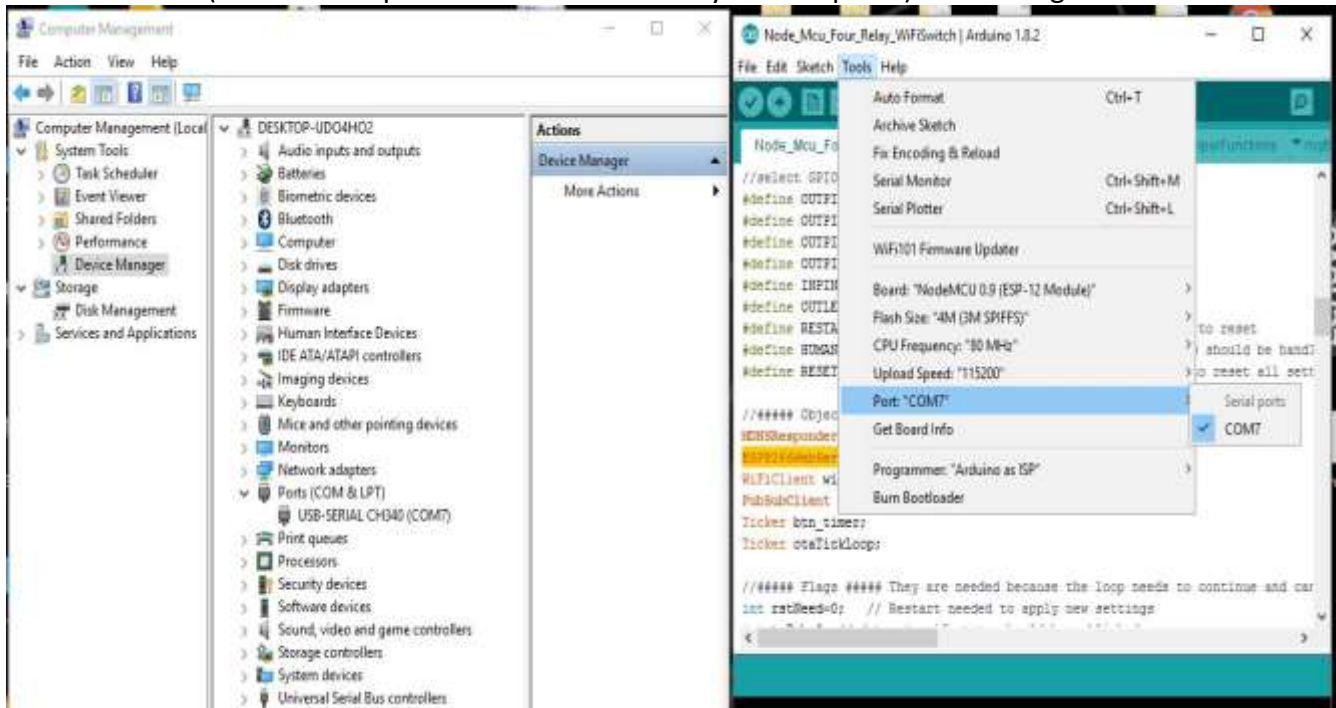 Computer Management
File Action View Help
Computer Management (Local
System Tools
Task Scheduler
Event Viewer
Shared Folders
Performance
Device Manager
Storage
Disk Management
Services and Applications
DESKTOP-UDO4HO2
Audio inputs and outputs
Batteries
Biometric devices
Bluetooth
Computer
Disk drives
Display adapters
Firmware
Human Interface Devices
IDE ATA/ATAPI controllers
Imaging devices
Keyboards
Mice and other pointing devices
Monitors
Network adapters
Ports (COM & LPT)
USB-SERIAL CH340 (COM7)
Print queues
Processors
Security devices
Software devices
Sound, video and game controllers
Storage controllers
System devices
Universal Serial Bus controllers
Actions
Device Manager
More Actions
Node_Mcu_Four_Relay_WiFiSwitch | Arduino 1.8.2
File Edit Sketch Tools Help
Node_Mcu_Fo
//select GPIO
#define OUTPI
#define OUTPI
#define OUTPI
#define OUTPI
#define INPIN
#define OUTLE
#define RESTA
to reset
#define HUMAN
should be handl
#define RESET
o reset all sett
//##### Objec
MDNSResponder
WiFiClient wi
PubSubClient
Ticker btn_timer;
Ticker otaTickLoop;
//##### Flags ##### They are needed because the loop needs to continue and can
int rstNeed=0; // Restart needed to apply new settings
Auto Format Ctrl+T
Archive Sketch
Fix Encoding & Reload
Serial Monitor Ctrl+Shift+M
Serial Plotter Ctrl+Shift+L
WiFi101 Firmware Updater
Board: "NodeMCU 0.9 (ESP-12 Module)"
Flash Size: "4M (3M SPIFFS)"
CPU Frequency: "80 MHz"
Upload Speed: "115200"
Port: "COM7"
Get Board Info
Programmer: "Arduino as ISP"
Burn Bootloader
Serial ports
COM7